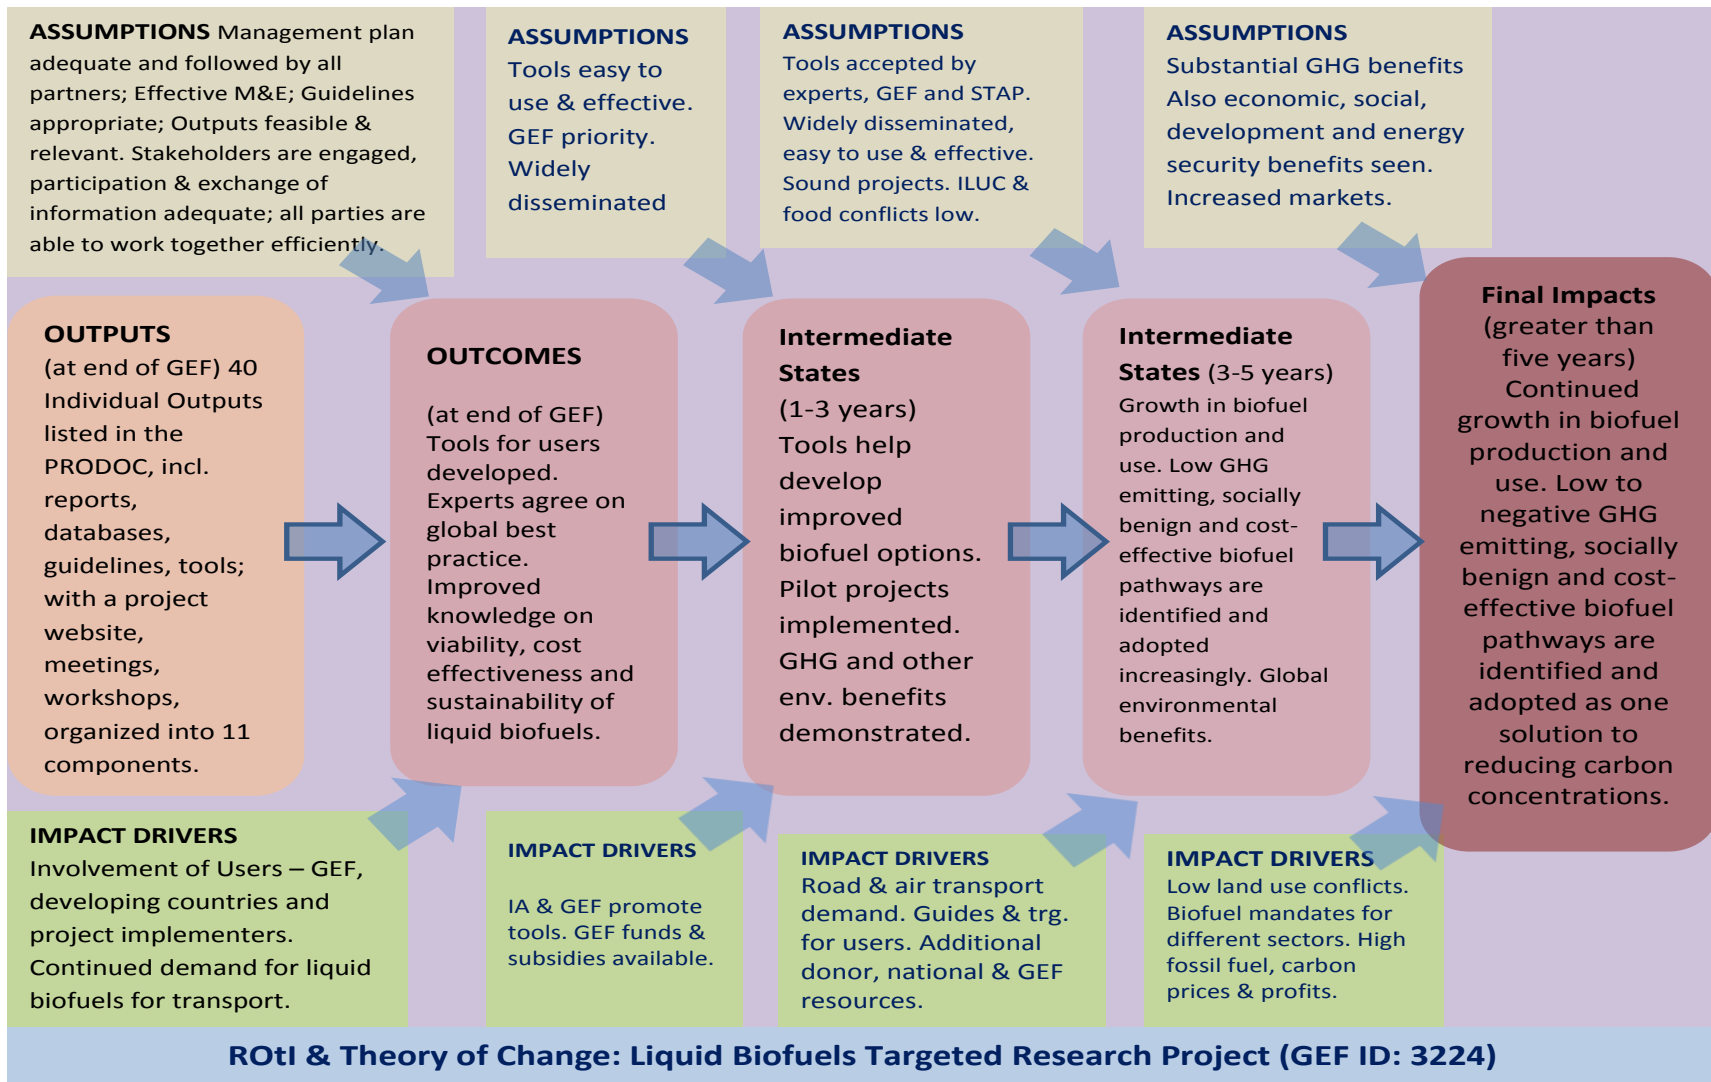 ASSUMPTIONS Management plan
adequate and followed by all
partners; Effective M&E; Guidelines
appropriate; Outputs feasible &
relevant. Stakeholders are engaged,
participation & exchange of
information adequate; all parties are
able to work together efficiently.
ASSUMPTIONS
Tools easy to
use & effective.
GEF priority.
Widely
disseminated
ASSUMPTIONS
Tools accepted by
experts, GEF and STAP.
Widely disseminated,
easy to use & effective.
Sound projects. ILUC &
food conflicts low.
ASSUMPTIONS
Substantial GHG benefits
Also economic, social,
development and energy
security benefits seen.
Increased markets.
OUTPUTS
(at end of GEF) 40
Individual Outputs
listed in the
PRODOC, incl.
reports,
databases,
guidelines, tools;
with a project
website,
meetings,
workshops,
organized into 11
components.
OUTCOMES
(at end of GEF)
Tools for users
developed.
Experts agree on
global best
practice.
Improved
knowledge on
viability, cost
effectiveness and
sustainability of
liquid biofuels.
Intermediate
States
(1-3 years)
Tools help
develop
improved
biofuel options.
Pilot projects
implemented.
GHG and other
env. benefits
demonstrated.
Intermediate
States (3-5 years)
Growth in biofuel
production and
use. Low GHG
emitting, socially
benign and cost-
effective biofuel
pathways are
identified and
adopted
increasingly. Global
environmental
benefits.
Final Impacts
(greater than
five years)
Continued
growth in biofuel
production and
use. Low to
negative GHG
emitting, socially
benign and cost-
effective biofuel
pathways are
identified and
adopted as one
solution to
reducing carbon
concentrations.
IMPACT DRIVERS
Involvement of Users – GEF,
developing countries and
project implementers.
Continued demand for liquid
biofuels for transport.
IMPACT DRIVERS
IA & GEF promote
tools. GEF funds &
subsidies available.
IMPACT DRIVERS
Road & air transport
demand. Guides & trg.
for users. Additional
donor, national & GEF
resources.
IMPACT DRIVERS
Low land use conflicts.
Biofuel mandates for
different sectors. High
fossil fuel, carbon
prices & profits.
ROtI & Theory of Change: Liquid Biofuels Targeted Research Project (GEF ID: 3224)